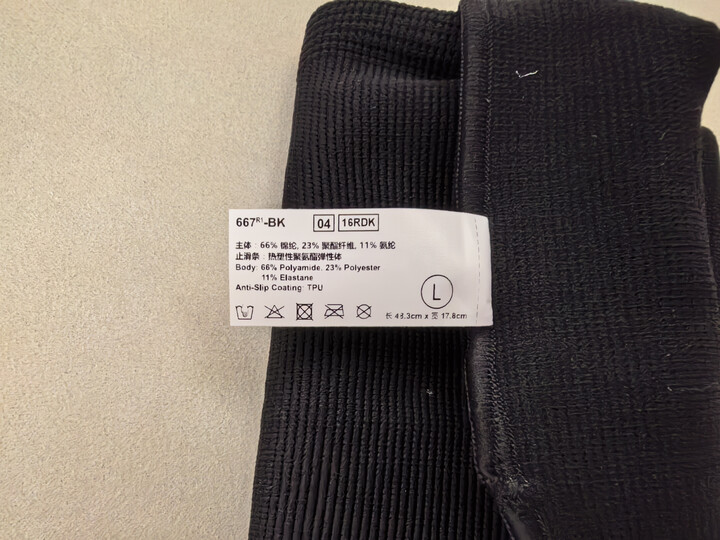 667R1-BK 04 16RDK
主体：66% 锦纶, 23% 聚酯纤维, 11% 氨纶
止滑条：热塑性聚氨酯弹性体
Body: 66% Polyamide, 23% Polyester
11% Elastane
Anti-Slip Coating: TPU
L
长 48.3cm x 宽 17.8cm